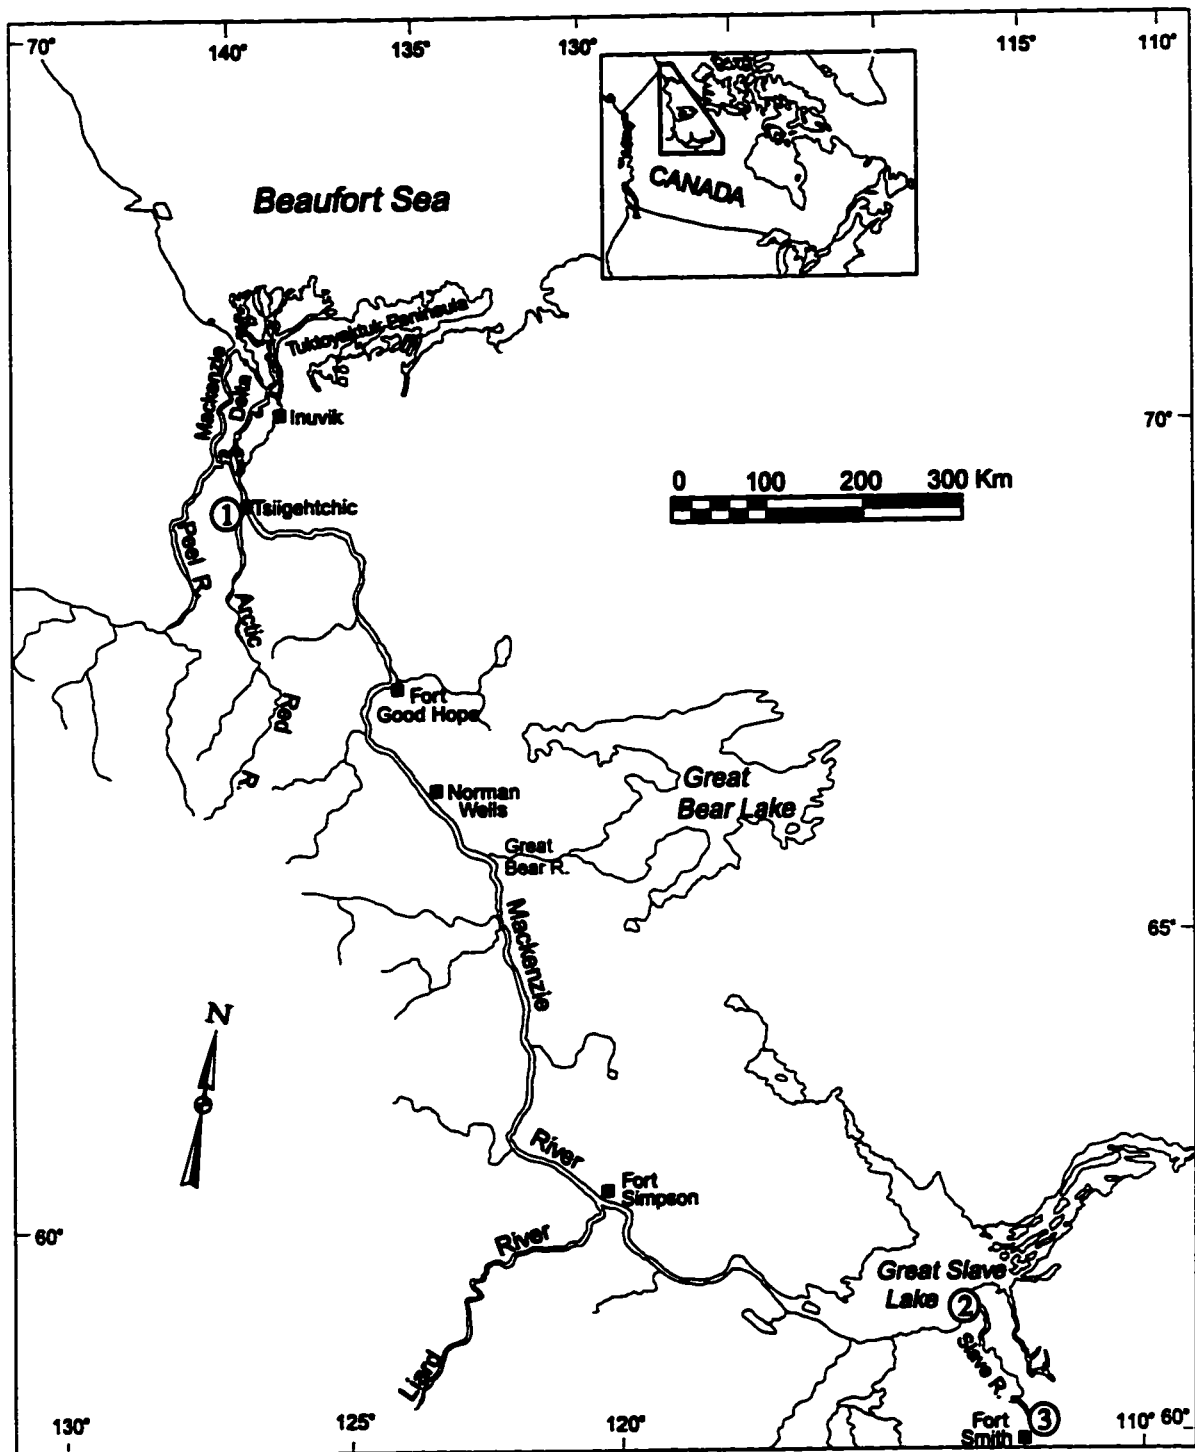 70°
140°
135°
130°
115°
110°
Beaufort Sea
CANADA
Tuktoyaktuk Peninsula
Mackenzie
Delta
Inuvik
70°
0 100 200 300 Km
1
Tsiigehtchic
Peel R.
Arctic
Red
R.
Fort
Good Hope
Norman
Wells
Great
Bear Lake
Great
Bear R.
Mackenzie
65°
N
River
Fort
Simpson
River
Liard
60°
Great Slave
Lake
2
Slave R.
3
Fort
Smith
130°
125°
120°
110°
60°